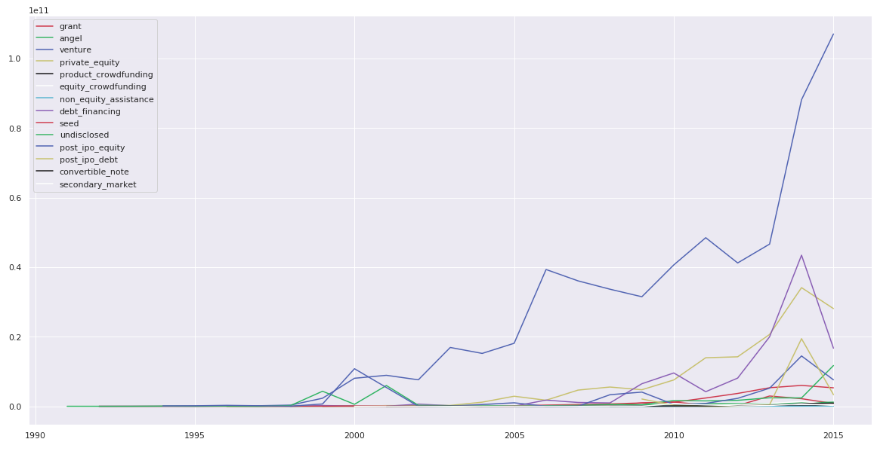 1e11
grant
angel
venture
private_equity
product_crowdfunding
equity_crowdfunding
non_equity_assistance
debt_financing
seed
undisclosed
post_ipo_equity
post_ipo_debt
convertible_note
secondary_market
1.0
0.8
0.6
0.4
0.2
0.0
1990 1995 2000 2005 2010 2015